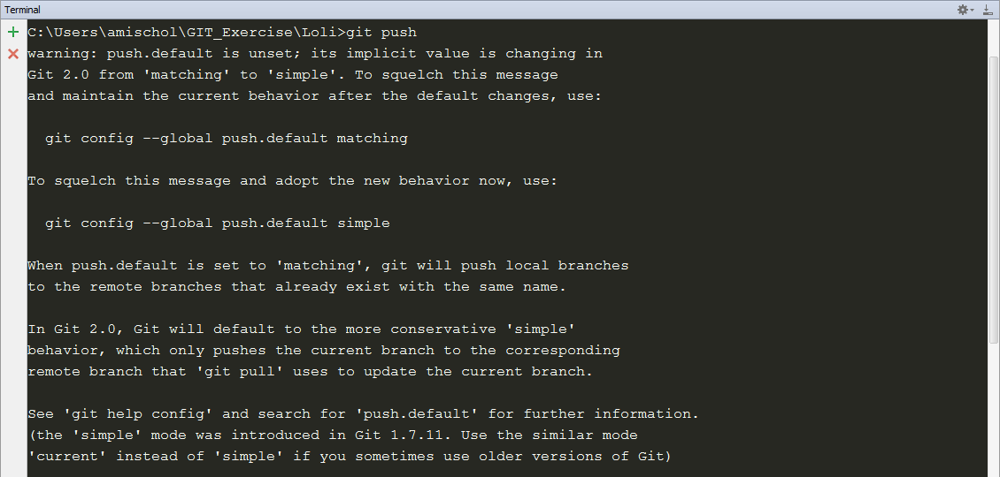 Terminal
C:\Users\amischol\GIT_Exercise\Loli>git push
warning: push.default is unset; its implicit value is changing in
Git 2.0 from 'matching' to 'simple'. To squelch this message
and maintain the current behavior after the default changes, use:
git config --global push.default matching
To squelch this message and adopt the new behavior now, use:
git config --global push.default simple
When push.default is set to 'matching', git will push local branches
to the remote branches that already exist with the same name.
In Git 2.0, Git will default to the more conservative 'simple'
behavior, which only pushes the current branch to the corresponding
remote branch that 'git pull' uses to update the current branch.
See 'git help config' and search for 'push.default' for further information.
(the 'simple' mode was introduced in Git 1.7.11. Use the similar mode
'current' instead of 'simple' if you sometimes use older versions of Git)